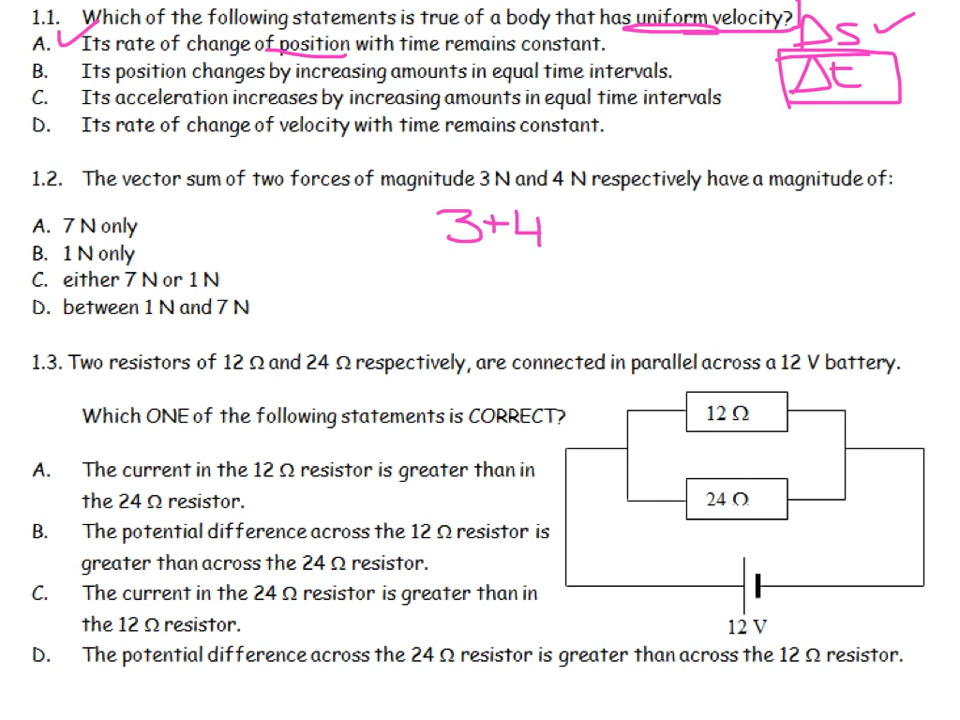 1.1. Which of the following statements is true of a body that has uniform velocity?
Δs
Δt
A. Its rate of change of position with time remains constant.
B. Its position changes by increasing amounts in equal time intervals.
C. Its acceleration increases by increasing amounts in equal time intervals
D. Its rate of change of velocity with time remains constant.
1.2. The vector sum of two forces of magnitude 3 N and 4 N respectively have a magnitude of:
3+4
A. 7 N only
B. 1 N only
C. either 7 N or 1 N
D. between 1 N and 7 N
1.3. Two resistors of 12 Ω and 24 Ω respectively, are connected in parallel across a 12 V battery.
Which ONE of the following statements is CORRECT?
A. The current in the 12 Ω resistor is greater than in
the 24 Ω resistor.
B. The potential difference across the 12 Ω resistor is
greater than across the 24 Ω resistor.
C. The current in the 24 Ω resistor is greater than in
the 12 Ω resistor.
D. The potential difference across the 24 Ω resistor is greater than across the 12 Ω resistor.
12 Ω
24 Ω
12 V